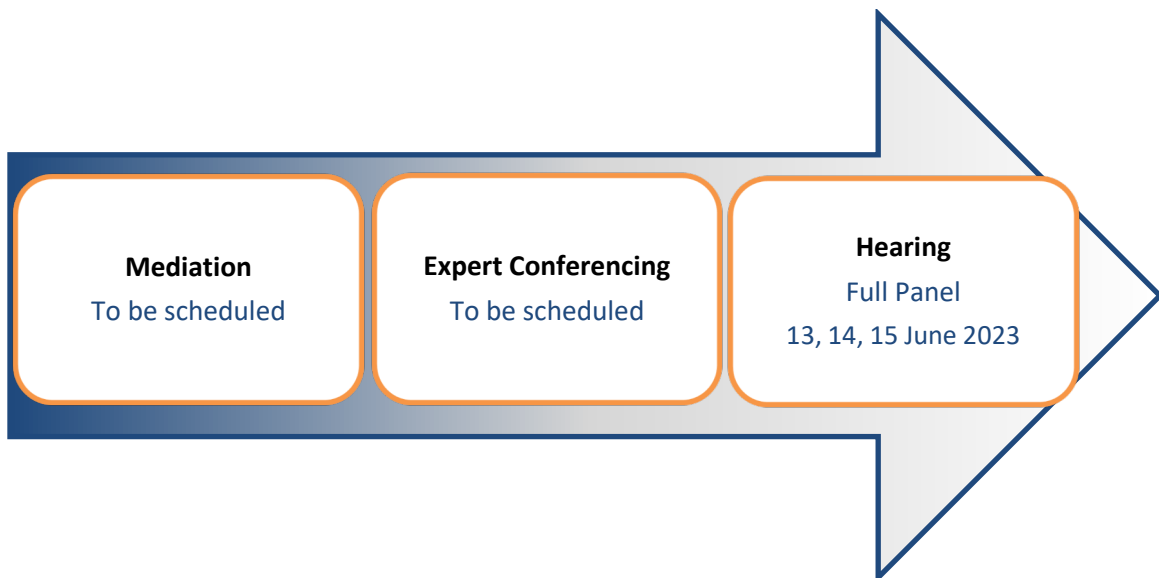 Mediation
To be scheduled
Expert Conferencing
To be scheduled
Hearing
Full Panel
13, 14, 15 June 2023